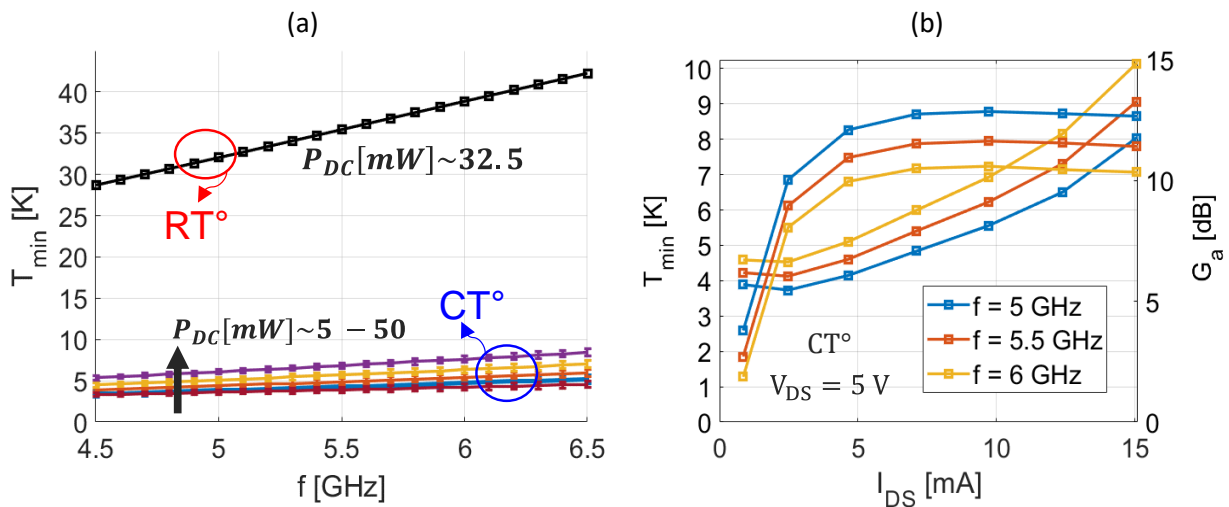 (a)
(b)
T_min [K]
40
35
30
25
20
15
10
5
0
4.5
5
5.5
6
6.5
f [GHz]
P_DC[mW]~32.5
RT°
CT°
P_DC[mW]~5 – 50
T_min [K]
10
9
8
7
6
5
4
3
2
1
0
0
5
10
15
I_DS [mA]
15
10
5
0
G_a [dB]
CT°
V_DS = 5 V
f = 5 GHz
f = 5.5 GHz
f = 6 GHz